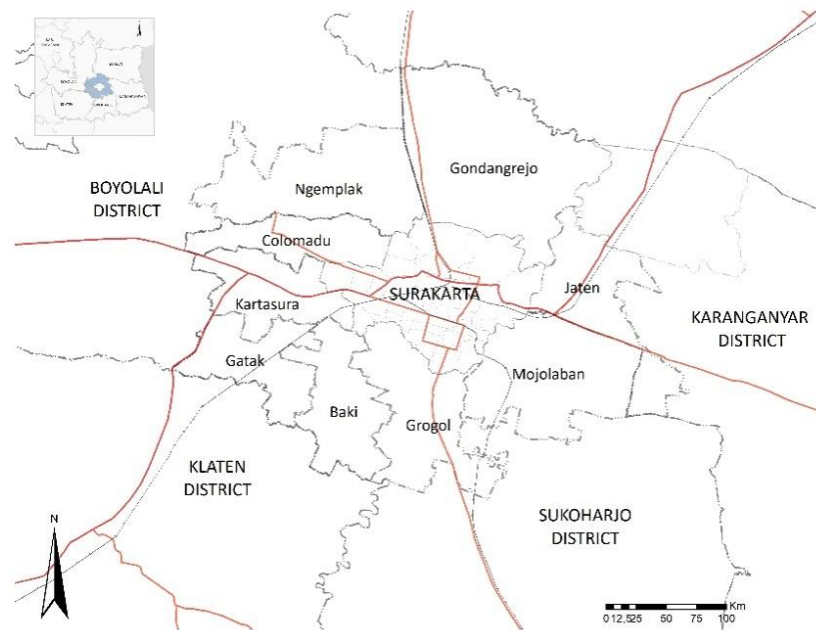 Gondangrejo
Ngemplak
BOYOLALI
DISTRICT
Colomadu
SURAKARTA
Jaten
Kartasura
KARANGANYAR
DISTRICT
Gatak
Mojolaban
Baki
Grogol
KLATEN
DISTRICT
SUKOHARJO
DISTRICT
N
Km
0 12,525 50 75 100